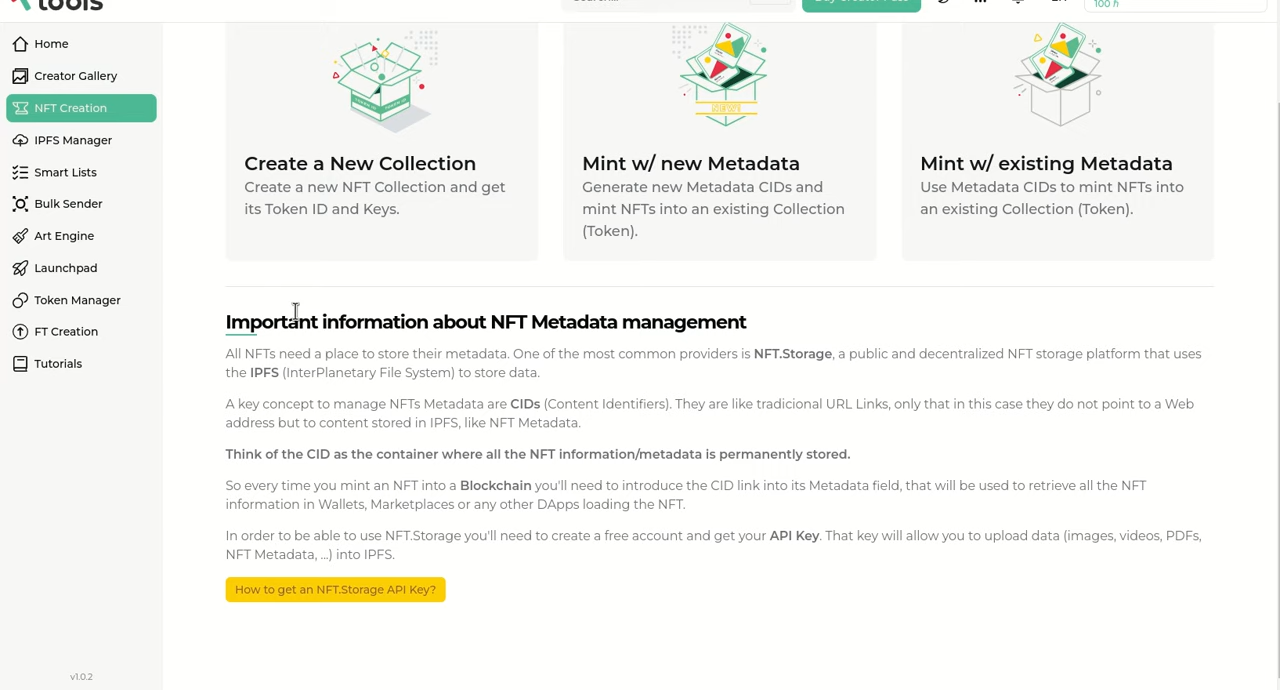 tools
100 ħ
Home
Creator Gallery
NFT Creation
IPFS Manager
Smart Lists
Bulk Sender
Art Engine
Launchpad
Token Manager
FT Creation
Tutorials
v1.0.2
NEW!
Create a New Collection
Create a new NFT Collection and get
its Token ID and Keys.
Mint w/ new Metadata
Generate new Metadata CIDs and
mint NFTs into an existing Collection
(Token).
Mint w/ existing Metadata
Use Metadata CIDs to mint NFTs into
an existing Collection (Token).
Important information about NFT Metadata management
All NFTs need a place to store their metadata. One of the most common providers is NFT.Storage, a public and decentralized NFT storage platform that uses
the IPFS (InterPlanetary File System) to store data.
A key concept to manage NFTs Metadata are CIDs (Content Identifiers). They are like tradicional URL Links, only that in this case they do not point to a Web
address but to content stored in IPFS, like NFT Metadata.
Think of the CID as the container where all the NFT information/metadata is permanently stored.
So every time you mint an NFT into a Blockchain you'll need to introduce the CID link into its Metadata field, that will be used to retrieve all the NFT
information in Wallets, Marketplaces or any other DApps loading the NFT.
In order to be able to use NFT.Storage you'll need to create a free account and get your API Key. That key will allow you to upload data (images, videos, PDFs,
NFT Metadata, ...) into IPFS.
How to get an NFT.Storage API Key?